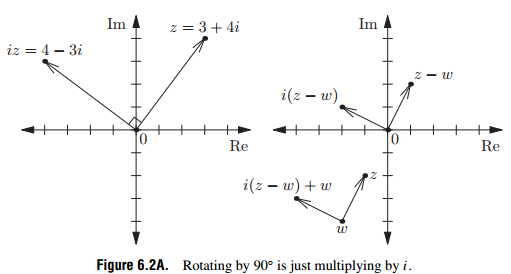 Im
z = 3 + 4i
iz = 4 − 3i
0
Re
Im
z − w
i(z − w)
0
Re
z
i(z − w) + w
w
Figure 6.2A. Rotating by 90° is just multiplying by i.